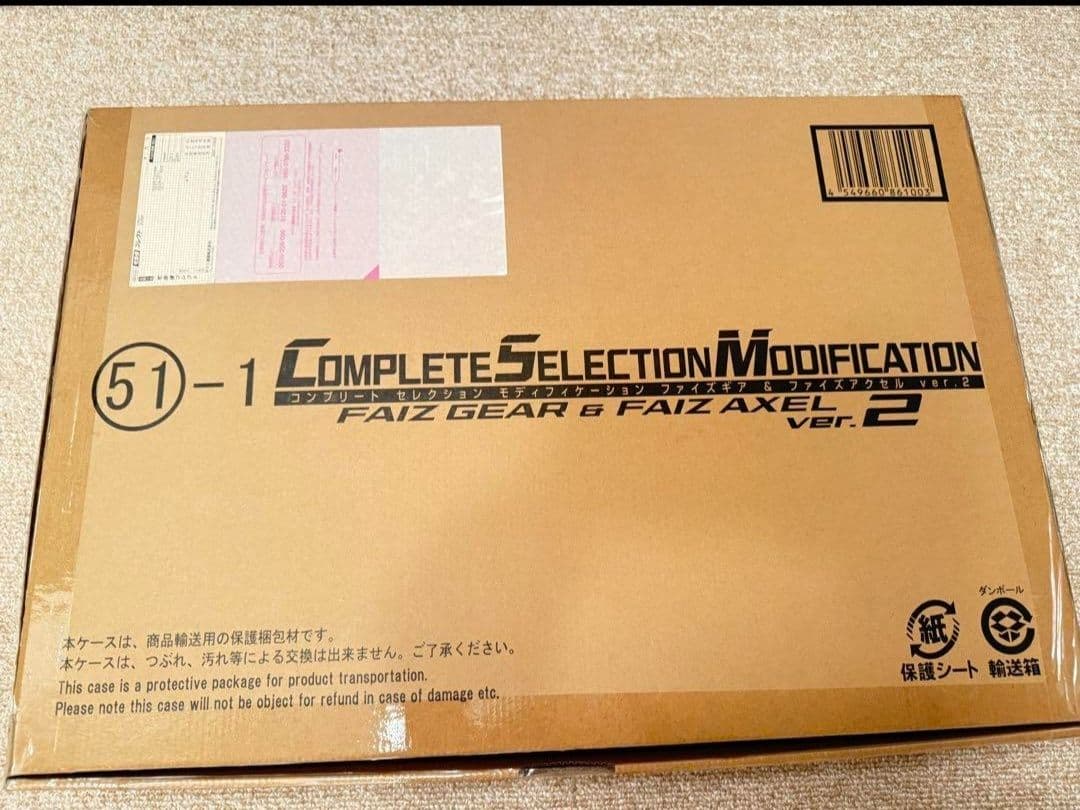 4 549660 861003
51-1
COMPLETE SELECTION MODIFICATION
コンプリート セレクション モディフィケーション ファイズギア & ファイズアクセル ver.2
FAIZ GEAR & FAIZ AXEL
ver.2
ダンボール
紙
保護シート 輸送箱
本ケースは、商品輸送用の保護梱包材です。
本ケースは、つぶれ、汚れ等による交換は出来ません。ご了承ください。
This case is a protective package for product transportation.
Please note this case will not be object for refund in case of damage etc.